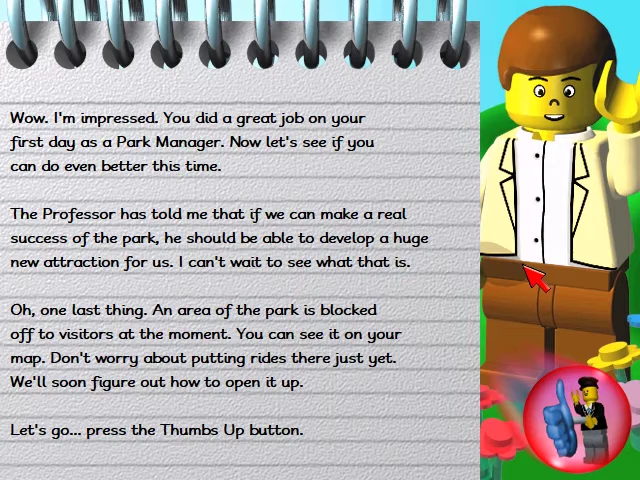 Wow. I'm impressed. You did a great job on your
first day as a Park Manager. Now let's see if you
can do even better this time.
The Professor has told me that if we can make a real
success of the park, he should be able to develop a huge
new attraction for us. I can't wait to see what that is.
Oh, one last thing. An area of the park is blocked
off to visitors at the moment. You can see it on your
map. Don't worry about putting rides there just yet.
We'll soon figure out how to open it up.
Let's go... press the Thumbs Up button.